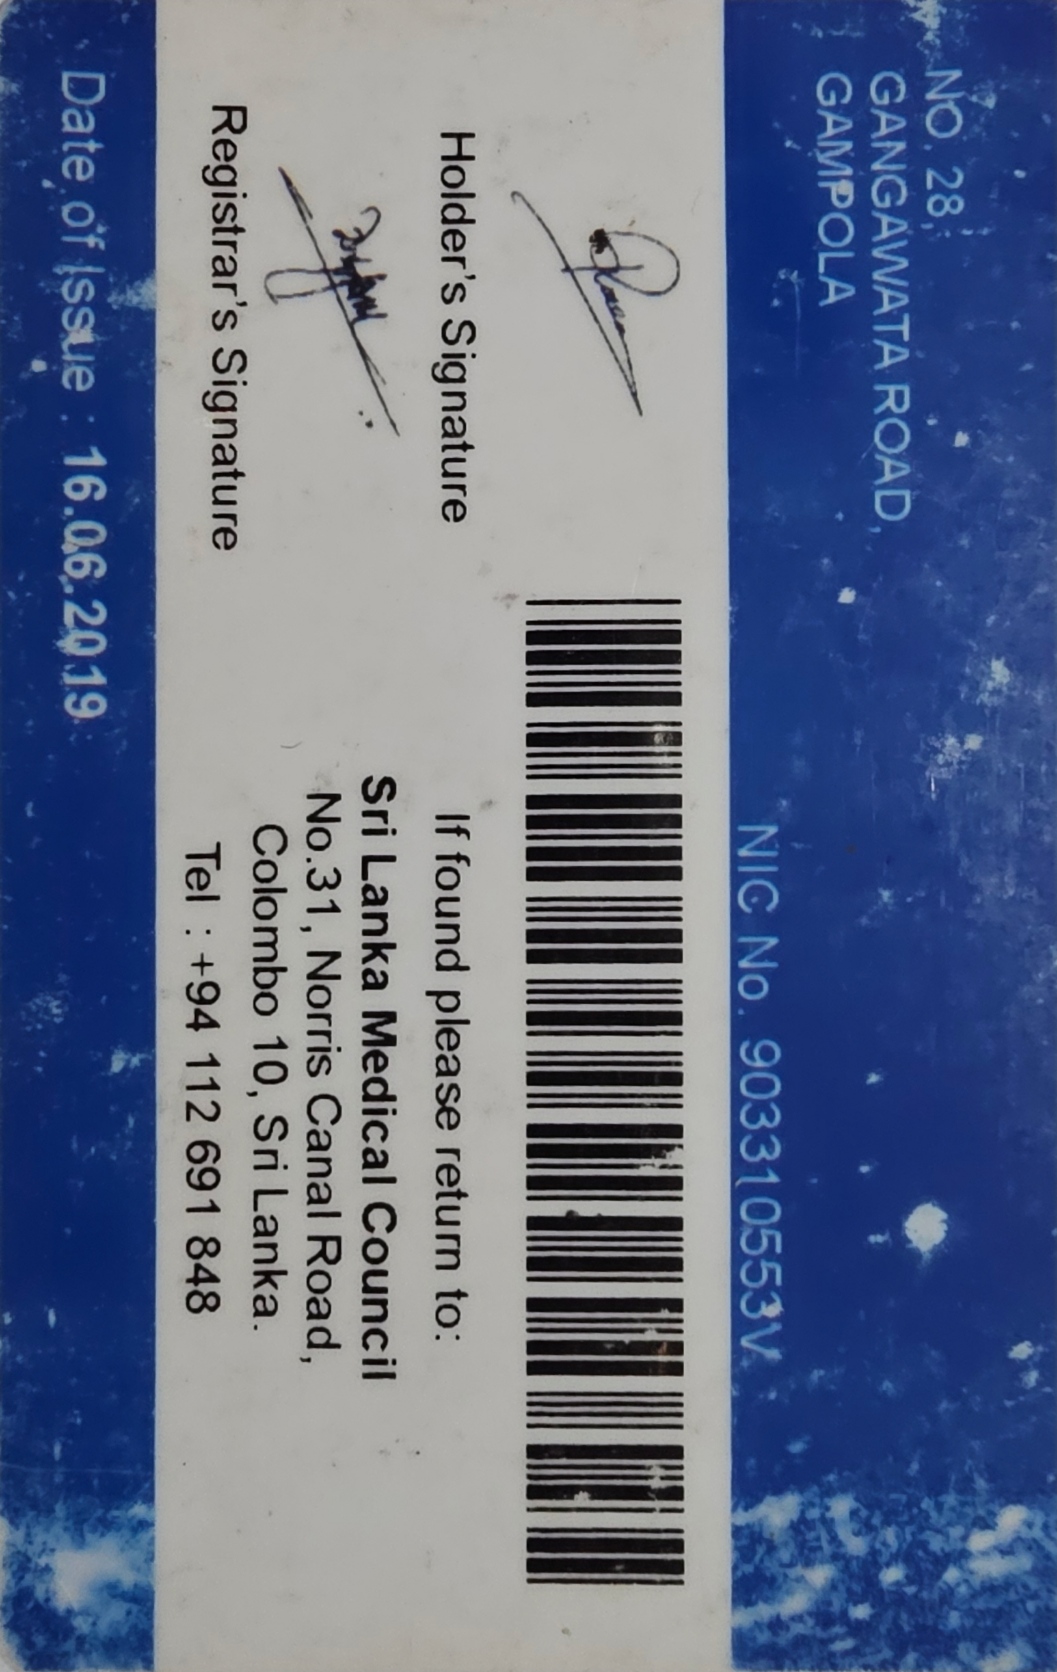 NO. 28,
GANGAWATA ROAD,
GAMPOLA
NIC No. 903310553V
Holder's Signature
If found please return to:
Sri Lanka Medical Council
No.31, Norris Canal Road,
Colombo 10, Sri Lanka.
Tel : +94 112 691 848
Registrar's Signature
Date of Issue : 16.06.2019